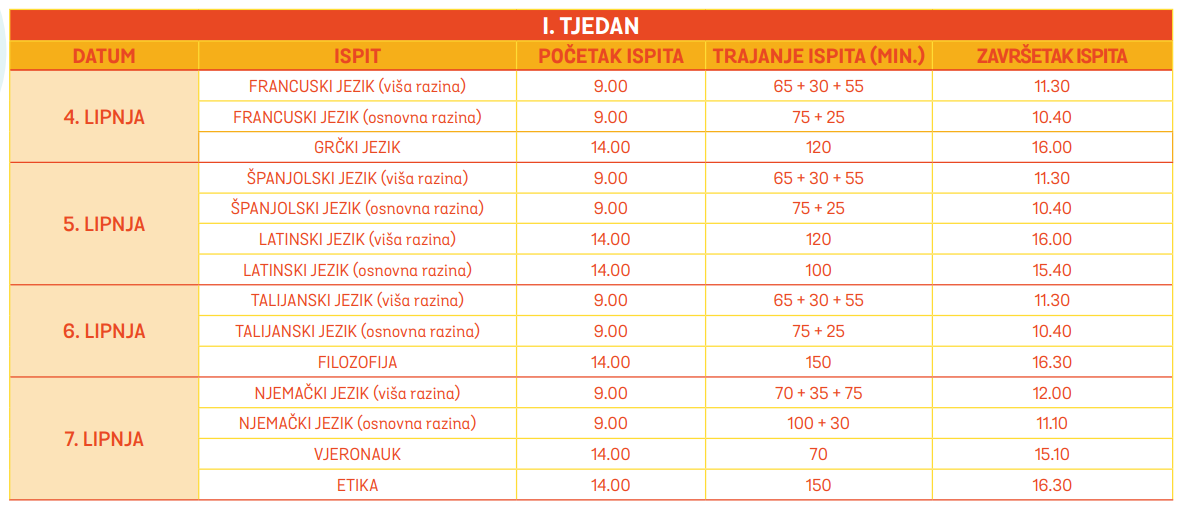 I. TJEDAN
DATUM ISPIT POČETAK ISPITA TRAJANJE ISPITA (MIN.) ZAVRŠETAK ISPITA
4. LIPNJA
FRANCUSKI JEZIK (viša razina) 9.00 65 + 30 + 55 11.30
FRANCUSKI JEZIK (osnovna razina) 9.00 75 + 25 10.40
GRČKI JEZIK 14.00 120 16.00
5. LIPNJA
ŠPANJOLSKI JEZIK (viša razina) 9.00 65 + 30 + 55 11.30
ŠPANJOLSKI JEZIK (osnovna razina) 9.00 75 + 25 10.40
LATINSKI JEZIK (viša razina) 14.00 120 16.00
LATINSKI JEZIK (osnovna razina) 14.00 100 15.40
6. LIPNJA
TALIJANSKI JEZIK (viša razina) 9.00 65 + 30 + 55 11.30
TALIJANSKI JEZIK (osnovna razina) 9.00 75 + 25 10.40
FILOZOFIJA 14.00 150 16.30
7. LIPNJA
NJEMAČKI JEZIK (viša razina) 9.00 70 + 35 + 75 12.00
NJEMAČKI JEZIK (osnovna razina) 9.00 100 + 30 11.10
VJERONAUK 14.00 70 15.10
ETIKA 14.00 150 16.30